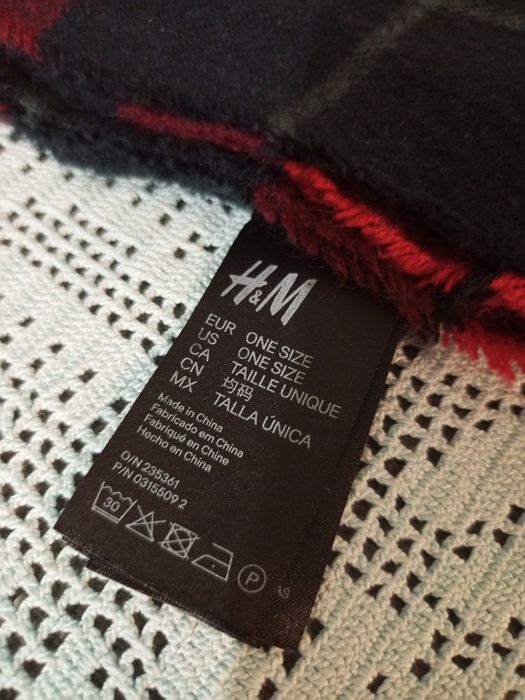 H&M
EUR ONE SIZE
US ONE SIZE
CA TAILLE UNIQUE
CN 均码
MX TALLA ÚNICA
Made in China
Fabricado em China
Fabriqué en Chine
Hecho en China
O/N 235361
P/N 0315509 2
30 P AS